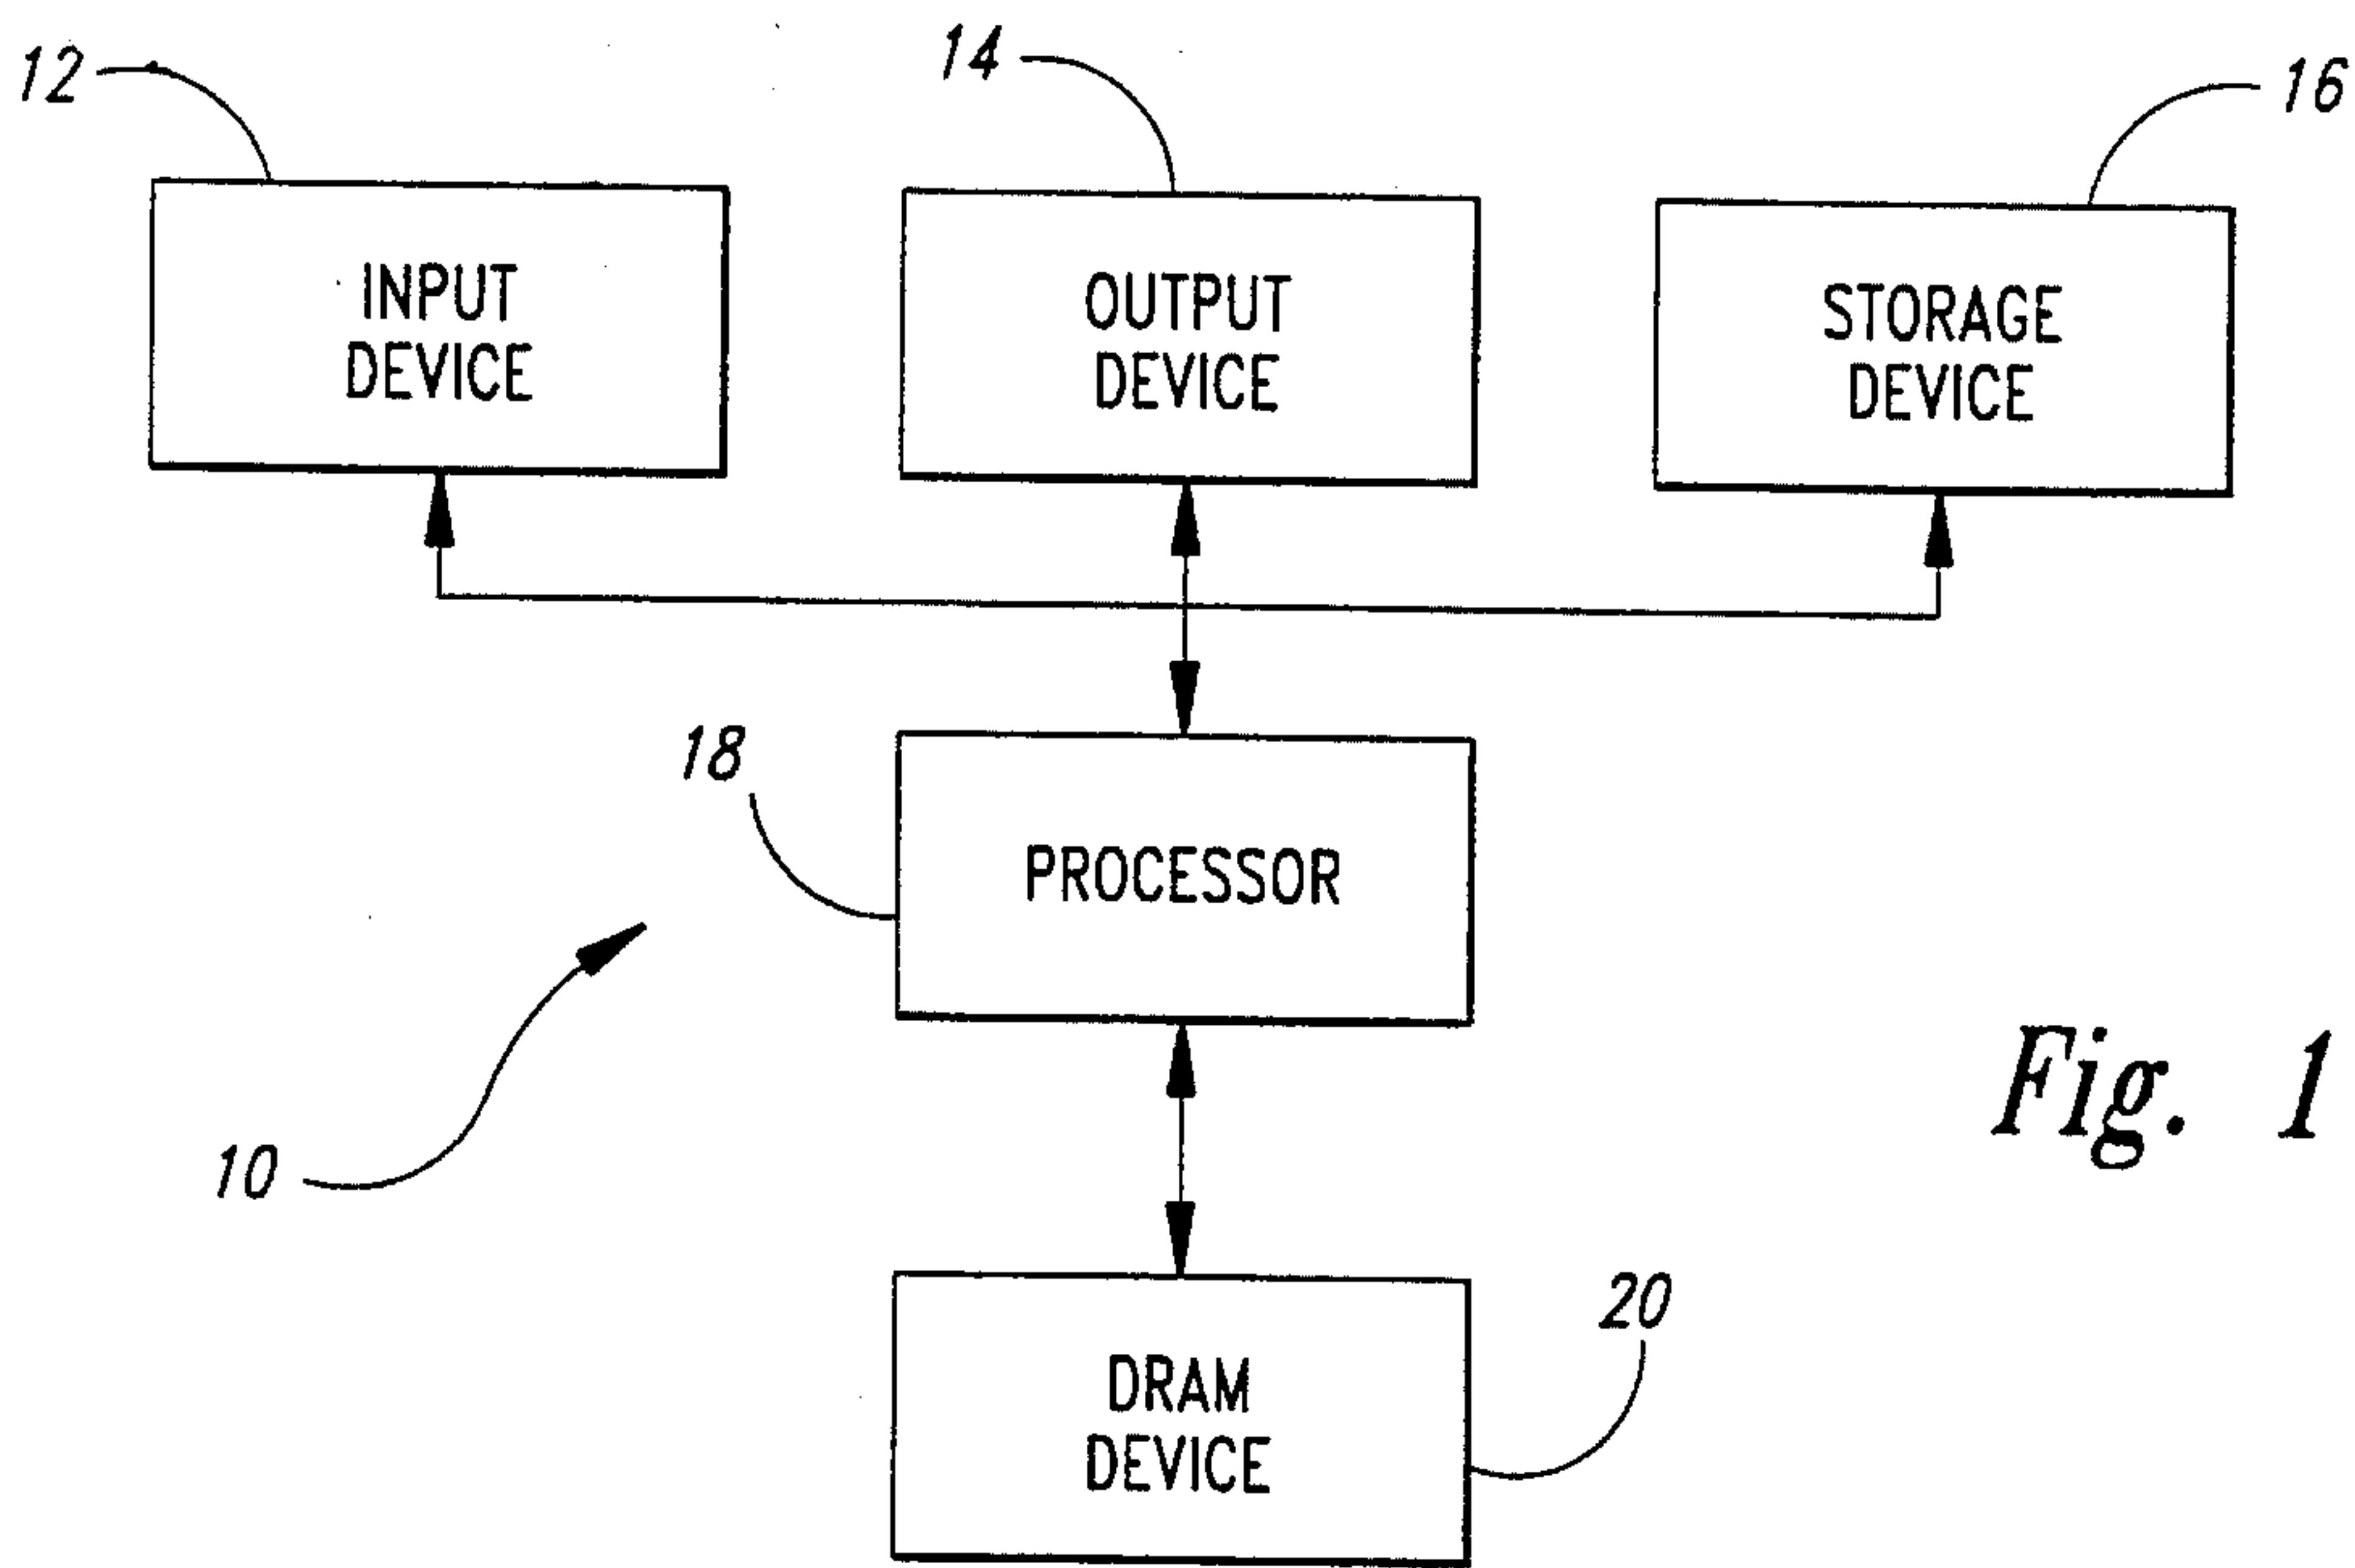 12
14
16
INPUT
DEVICE
OUTPUT
DEVICE
STORAGE
DEVICE
18
PROCESSOR
10
Fig. 1
20
DRAM
DEVICE